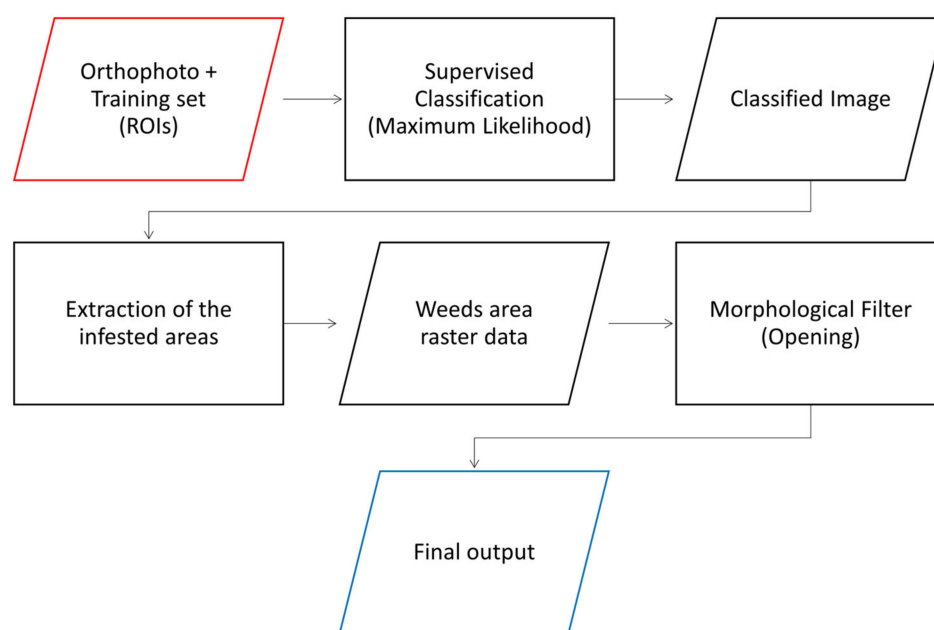 Orthophoto +
Training set
(ROIs)
Supervised
Classification
(Maximum Likelihood)
Classified Image
Extraction of the
infested areas
Weeds area
raster data
Morphological Filter
(Opening)
Final output